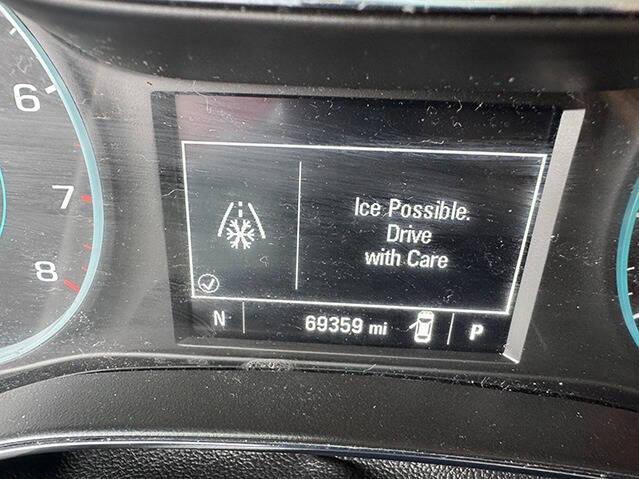 6
7
8
Ice Possible.
Drive
with Care
N 69359 mi P